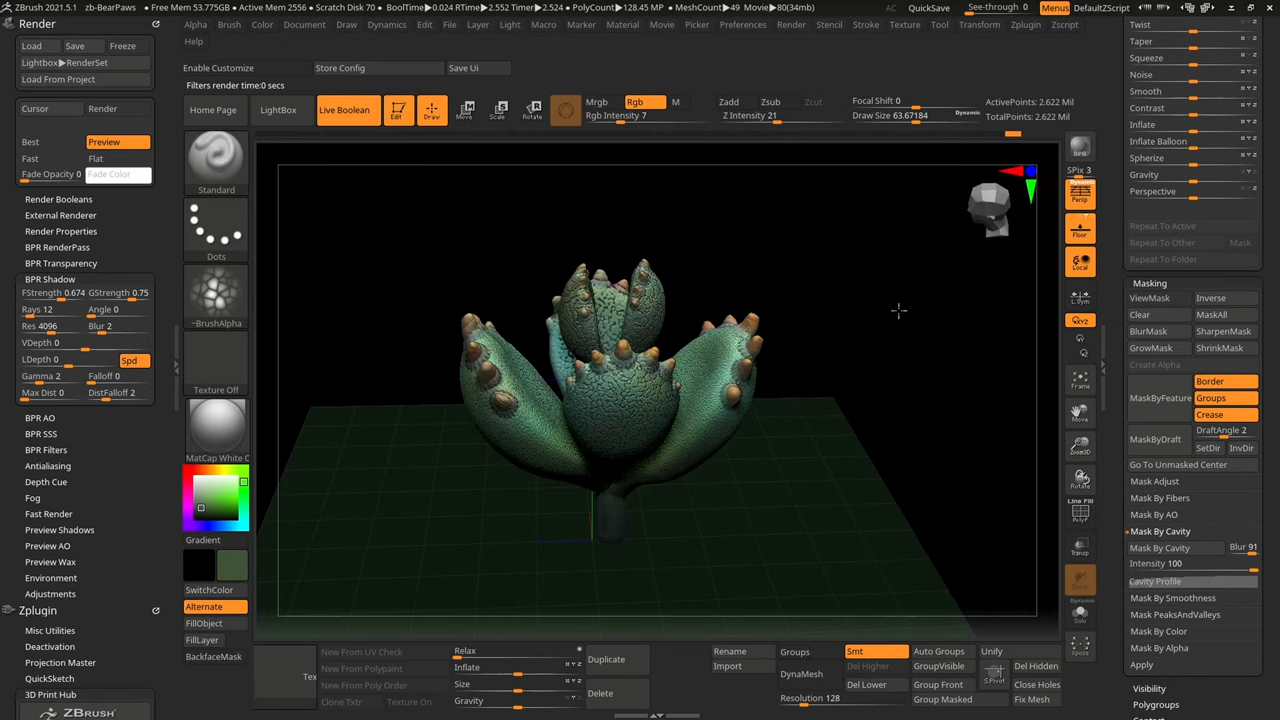 ZBrush 2021.5.1 zb-BearPaws • Free Mem 53.775GB • Active Mem 2556 • Scratch Disk 70 • BoolTime▶0.024 RTime▶2.552 Timer▶2.524 • PolyCount▶128.45 MP • MeshCount▶49 Movie▶80(34mb)
AC QuickSave See-through 0 Menus DefaultZScript
Alpha Brush Color Document Draw Dynamics Edit File Layer Light Macro Marker Material Movie Picker Preferences Render Stencil Stroke Texture Tool Transform Zplugin Zscript
Help
Enable Customize Store Config Save Ui
Filters render time:0 secs
Home Page LightBox Live Boolean Edit Draw Move Scale Rotate
Mrgb Rgb M
Rgb Intensity 7
Zadd Zsub Zcut
Z Intensity 21
Focal Shift 0
Draw Size 63.67184 Dynamic
ActivePoints: 2.622 Mil
TotalPoints: 2.622 Mil
Render
Load Save Freeze
Lightbox▶RenderSet
Load From Project
Cursor Render
Best Preview
Fast Flat
Fade Opacity 0 Fade Color
Render Booleans
External Renderer
Render Properties
BPR RenderPass
BPR Transparency
BPR Shadow
FStrength 0.674 GStrength 0.75
Rays 12 Angle 0
Res 4096 Blur 2
VDepth 0
LDepth 0 Spd
Gamma 2 Falloff 0
Max Dist 0 DistFalloff 2
BPR AO
BPR SSS
BPR Filters
Antialiasing
Depth Cue
Fog
Fast Render
Preview Shadows
Preview AO
Preview Wax
Environment
Adjustments
Zplugin
Misc Utilities
Deactivation
Projection Master
QuickSketch
3D Print Hub
ZBRUSH
Standard
Dots
~BrushAlpha
Texture Off
MatCap White C
Gradient
SwitchColor
Alternate
FillObject
FillLayer
BackfaceMask
Tex
New From UV Check
New From Polypaint
New From Poly Order
Clone Txtr Texture On
Relax
Inflate
Size
Gravity
Duplicate
Delete
Rename
Import
Groups
DynaMesh
Resolution 128
Smt
Del Higher
Del Lower
Auto Groups Unify
GroupVisible
Group Front
Group Masked
S.Pivot
Del Hidden
Close Holes
Fix Mesh
BPR
SPix 3
Dynamic
Persp
Floor
Local
L.Sym
XYZ
Frame
Move
Zoom3D
Rotate
Line Fill
PolyF
Transp
Dynamic
Solo
Xpose
Twist
Taper
Squeeze
Noise
Smooth
Contrast
Inflate
Inflate Balloon
Spherize
Gravity
Perspective
Repeat To Active
Repeat To Other Mask
Repeat To Folder
Masking
ViewMask Inverse
Clear MaskAll
BlurMask SharpenMask
GrowMask ShrinkMask
Create Alpha
MaskByFeature Border
Groups
Crease
MaskByDraft DraftAngle 2
SetDir InvDir
Go To Unmasked Center
Mask Adjust
Mask By Fibers
Mask By AO
Mask By Cavity
Mask By Cavity Blur 91
Intensity 100
Cavity Profile
Mask By Smoothness
Mask PeaksAndValleys
Mask By Color
Mask By Alpha
Apply
Visibility
Polygroups